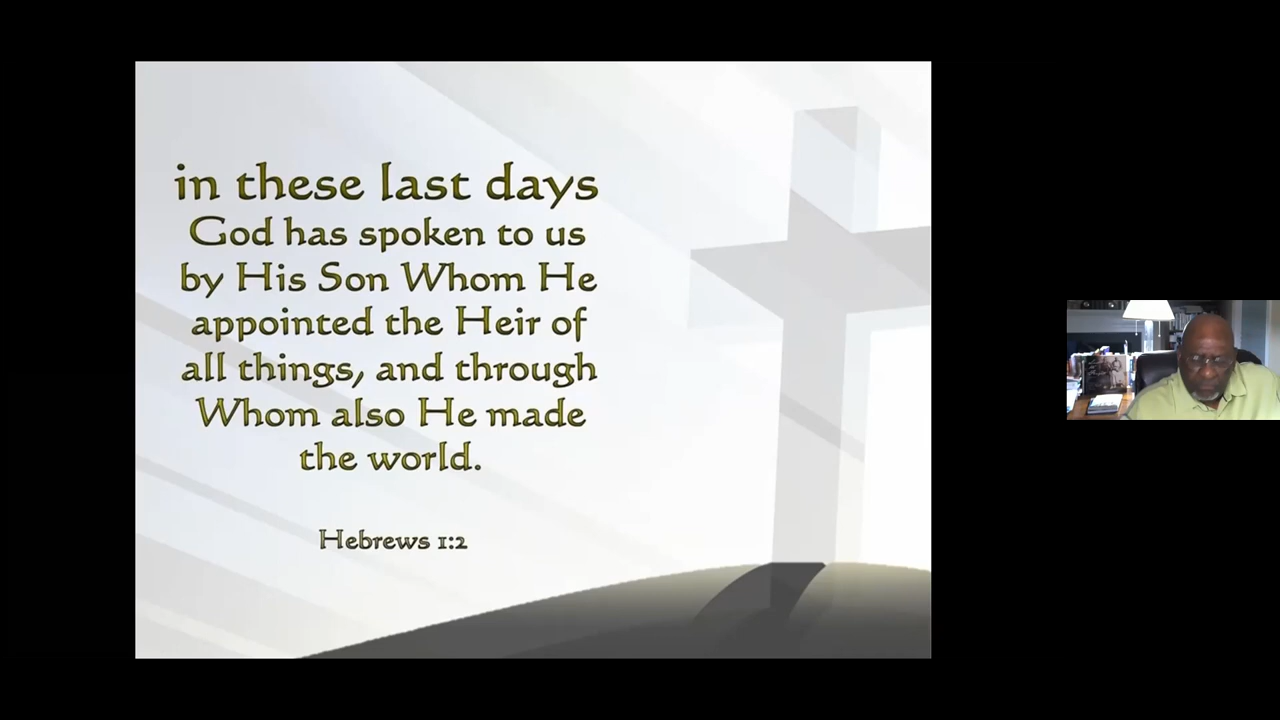 in these last days
God has spoken to us
by His Son Whom He
appointed the Heir of
all things, and through
Whom also He made
the world.
Hebrews 1:2